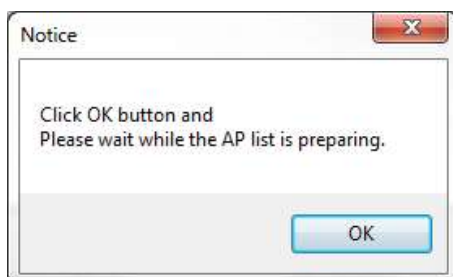 Notice
Click OK button and
Please wait while the AP list is preparing.
OK